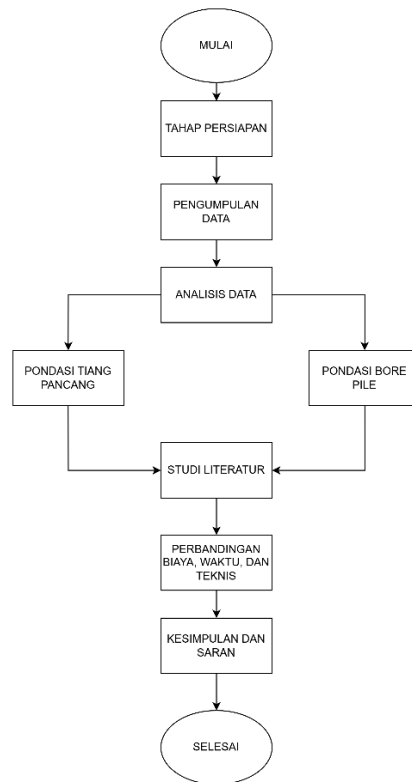 MULAI
TAHAP PERSIAPAN
PENGUMPULAN
DATA
ANALISIS DATA
PONDASI TIANG
PANCANG
PONDASI BORE
PILE
STUDI LITERATUR
PERBANDINGAN
BIAYA, WAKTU, DAN
TEKNIS
KESIMPULAN DAN
SARAN
SELESAI